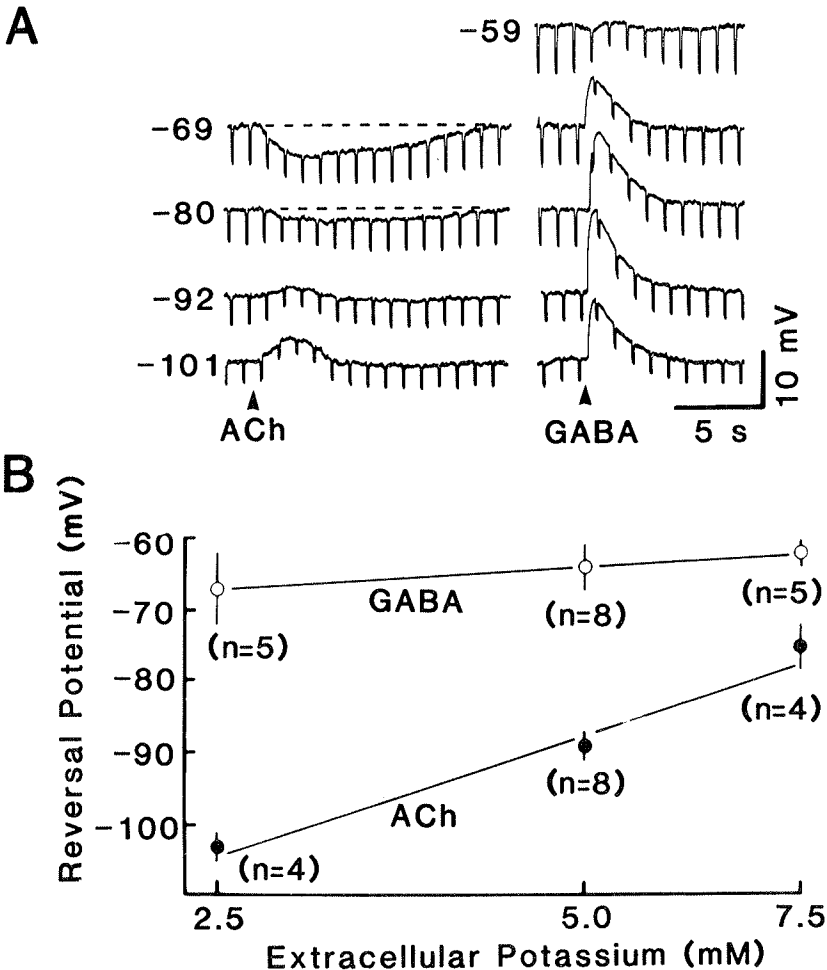 A
-59
-69
-80
-92
-101
ACh
GABA
5 s
10 mV
B
Reversal Potential (mV)
-60
-70
-80
-90
-100
GABA
(n=5)
(n=8)
(n=5)
ACh
(n=4)
(n=8)
(n=4)
2.5
5.0
7.5
Extracellular Potassium (mM)